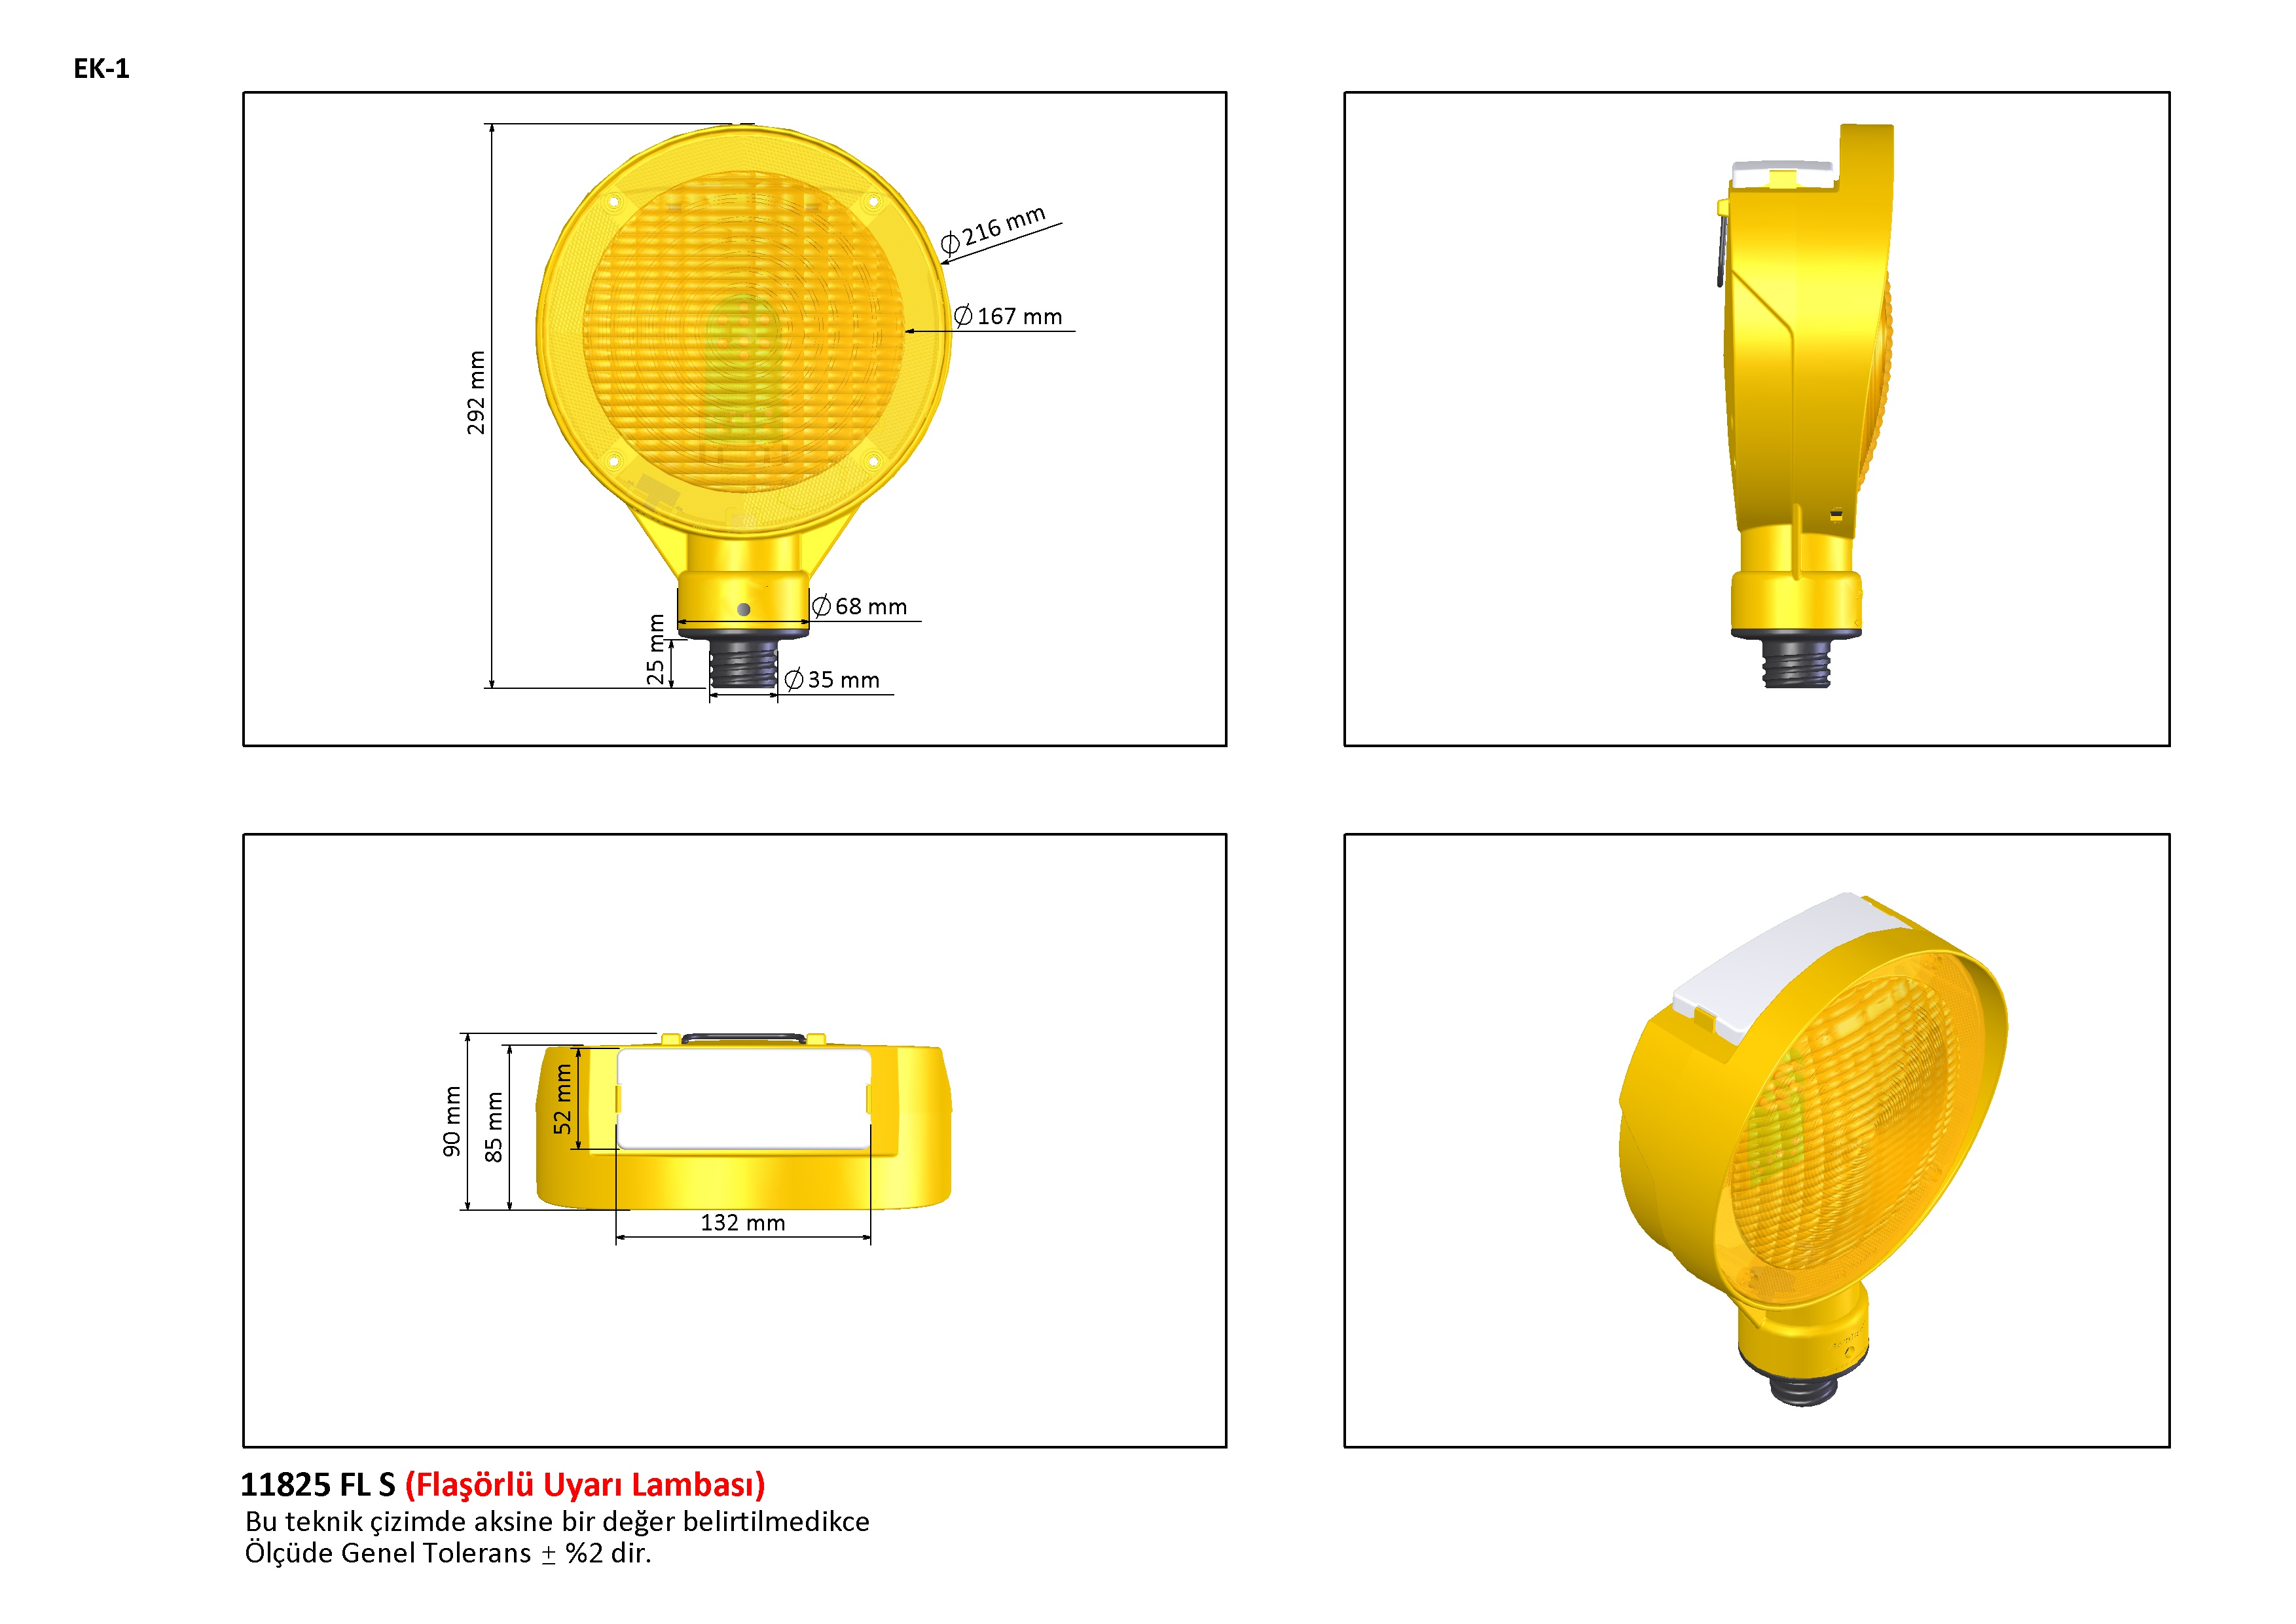 EK-1
292 mm
Ø 216 mm
Ø 167 mm
Ø 68 mm
25 mm
Ø 35 mm
90 mm
85 mm
52 mm
132 mm
11825 FL S (Flaşörlü Uyarı Lambası)
Bu teknik çizimde aksine bir değer belirtilmedikce
Ölçüde Genel Tolerans ± %2 dir.